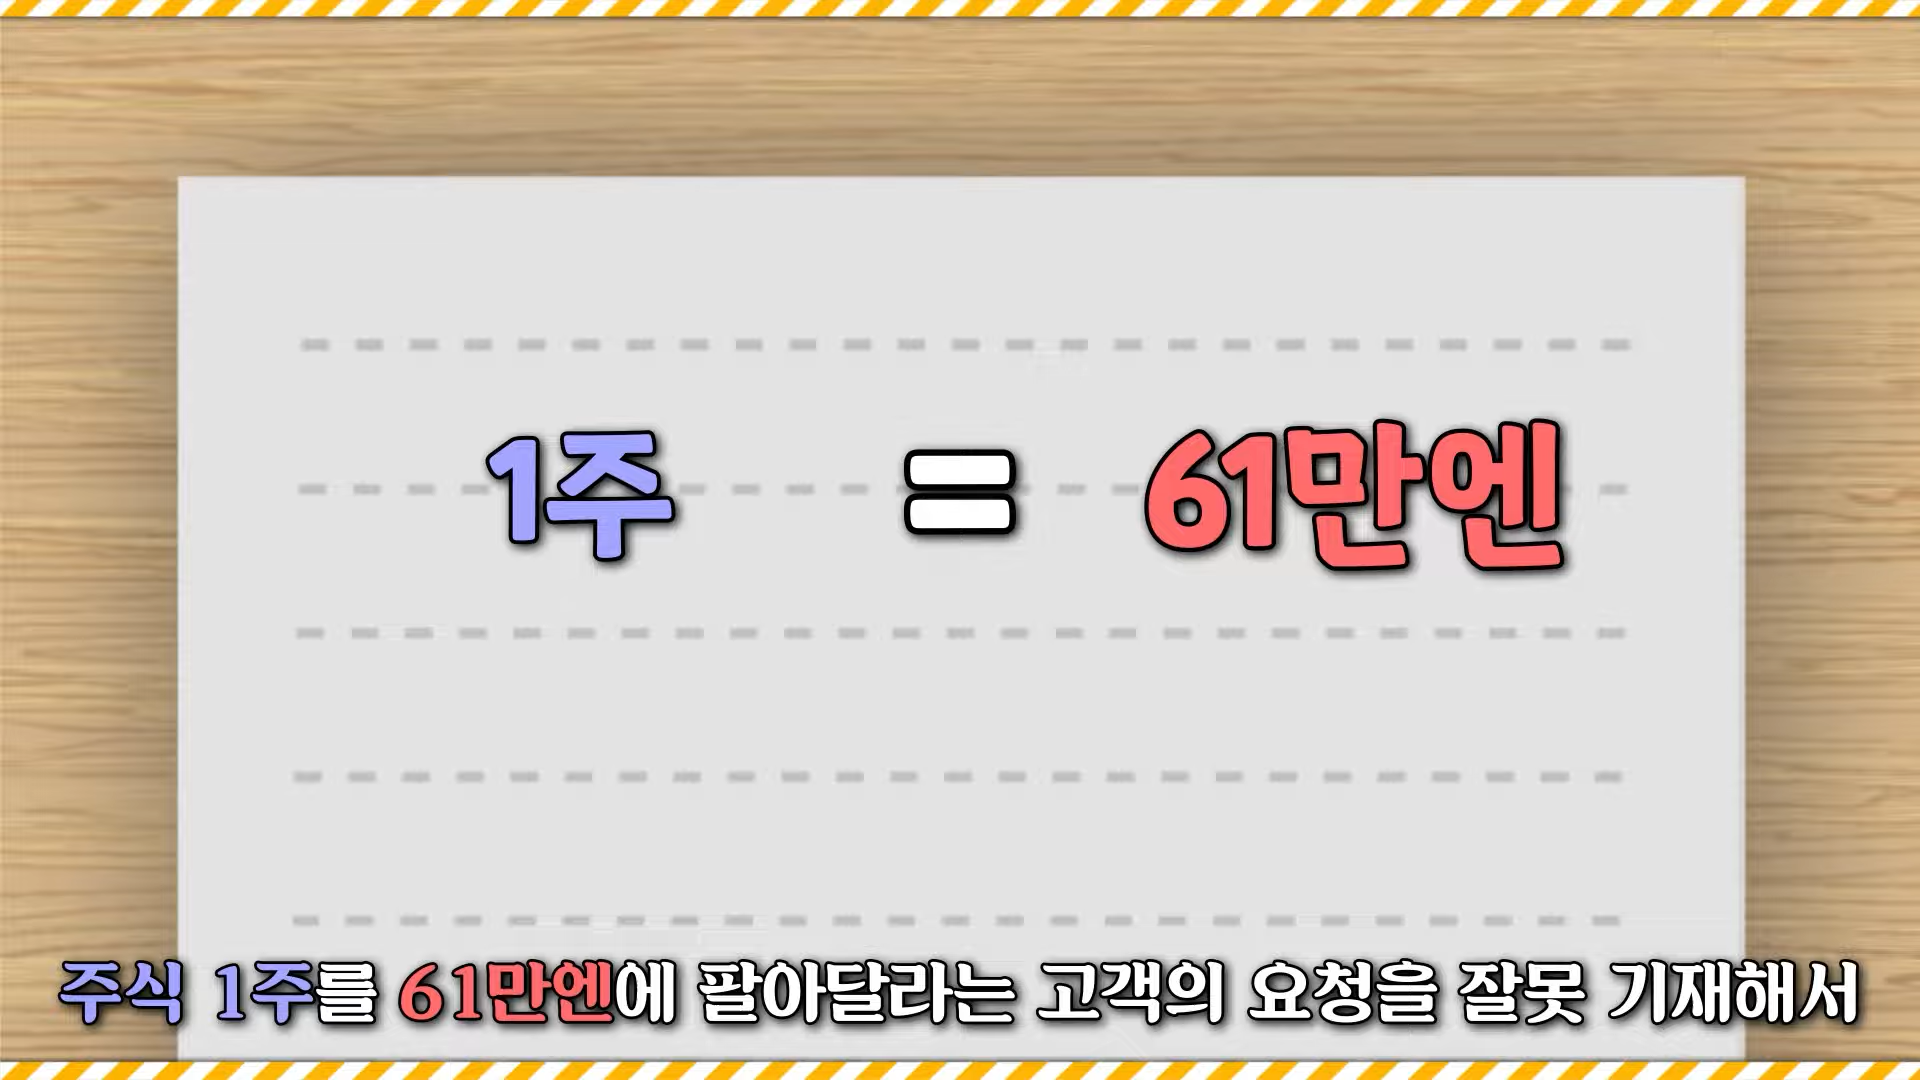 1주 = 61만엔
주식 1주를 61만엔에 팔아달라는 고객의 요청을 잘못 기재해서